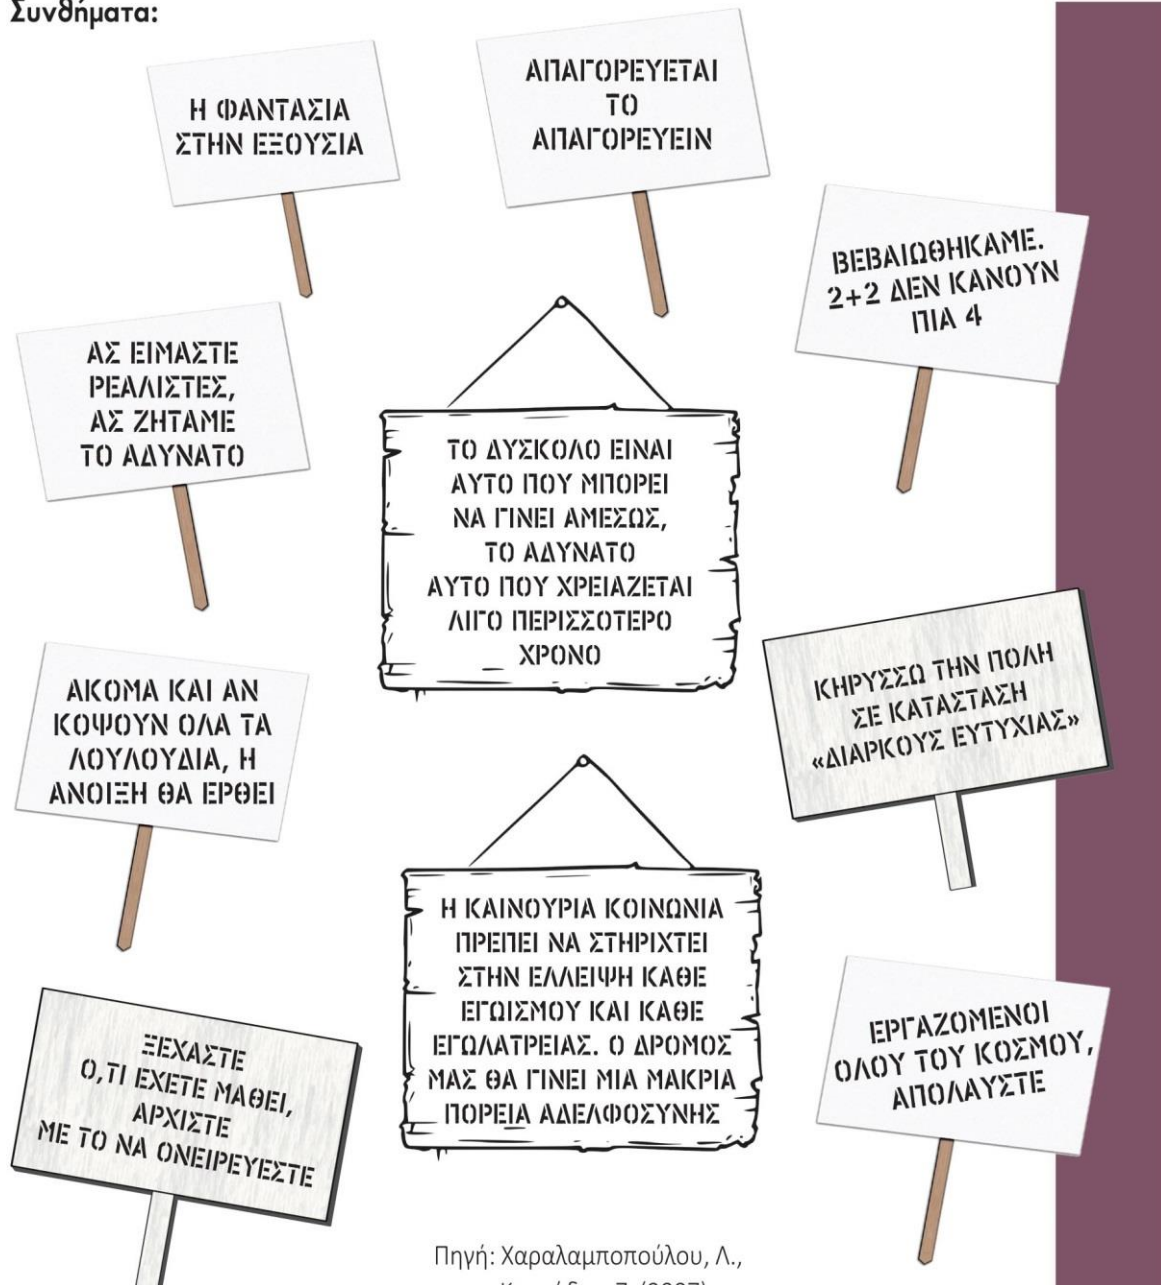 Συνθήματα:
Η ΦΑΝΤΑΣΙΑ
ΣΤΗΝ ΕΞΟΥΣΙΑ
ΑΠΑΓΟΡΕΥΕΤΑΙ
ΤΟ
ΑΠΑΓΟΡΕΥΕΙΝ
ΒΕΒΑΙΩΘΗΚΑΜΕ.
2+2 ΔΕΝ ΚΑΝΟΥΝ
ΠΙΑ 4
ΑΣ ΕΙΜΑΣΤΕ
ΡΕΑΛΙΣΤΕΣ,
ΑΣ ΖΗΤΑΜΕ
ΤΟ ΑΔΥΝΑΤΟ
ΤΟ ΔΥΣΚΟΛΟ ΕΙΝΑΙ
ΑΥΤΟ ΠΟΥ ΜΠΟΡΕΙ
ΝΑ ΓΙΝΕΙ ΑΜΕΣΩΣ,
ΤΟ ΑΔΥΝΑΤΟ
ΑΥΤΟ ΠΟΥ ΧΡΕΙΑΖΕΤΑΙ
ΛΙΓΟ ΠΕΡΙΣΣΟΤΕΡΟ
ΧΡΟΝΟ
ΚΗΡΥΣΣΩ ΤΗΝ ΠΟΛΗ
ΣΕ ΚΑΤΑΣΤΑΣΗ
«ΔΙΑΡΚΟΥΣ ΕΥΤΥΧΙΑΣ»
ΑΚΟΜΑ ΚΑΙ ΑΝ
ΚΟΨΟΥΝ ΟΛΑ ΤΑ
ΛΟΥΛΟΥΔΙΑ, Η
ΑΝΟΙΞΗ ΘΑ ΕΡΘΕΙ
Η ΚΑΙΝΟΥΡΙΑ ΚΟΙΝΩΝΙΑ
ΠΡΕΠΕΙ ΝΑ ΣΤΗΡΙΧΤΕΙ
ΣΤΗΝ ΕΛΛΕΙΨΗ ΚΑΘΕ
ΕΓΩΙΣΜΟΥ ΚΑΙ ΚΑΘΕ
ΕΓΩΛΑΤΡΕΙΑΣ. Ο ΔΡΟΜΟΣ
ΜΑΣ ΘΑ ΓΙΝΕΙ ΜΙΑ ΜΑΚΡΙΑ
ΠΟΡΕΙΑ ΑΔΕΛΦΟΣΥΝΗΣ
ΞΕΧΑΣΤΕ
Ο,ΤΙ ΕΧΕΤΕ ΜΑΘΕΙ,
ΑΡΧΙΣΤΕ
ΜΕ ΤΟ ΝΑ ΟΝΕΙΡΕΥΕΣΤΕ
ΕΡΓΑΖΟΜΕΝΟΙ
ΟΛΟΥ ΤΟΥ ΚΟΣΜΟΥ,
ΑΠΟΛΑΥΣΤΕ
Πηγή: Χαραλαμποπούλου, Λ.,